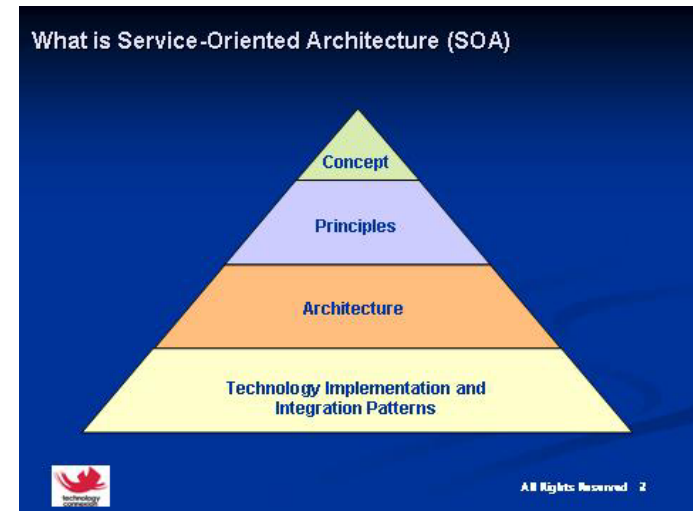 What is Service-Oriented Architecture (SOA)
Concept
Principles
Architecture
Technology Implementation and
Integration Patterns
technology
connexion
All Rights Reserved 2